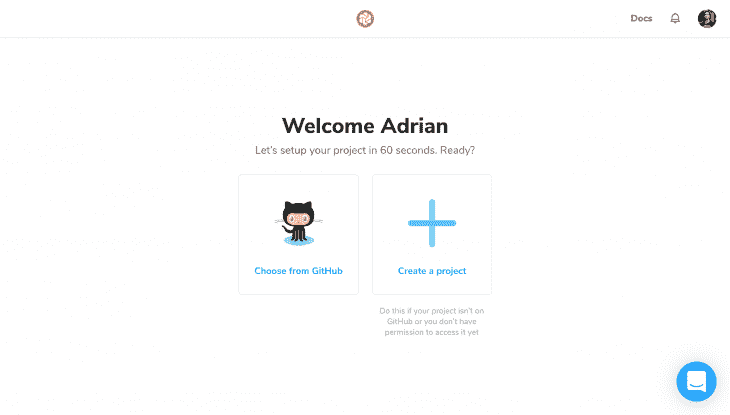 Docs
Welcome Adrian
Let's setup your project in 60 seconds. Ready?
Choose from GitHub
Create a project
Do this if your project isn't on
GitHub or you don't have
permission to access it yet